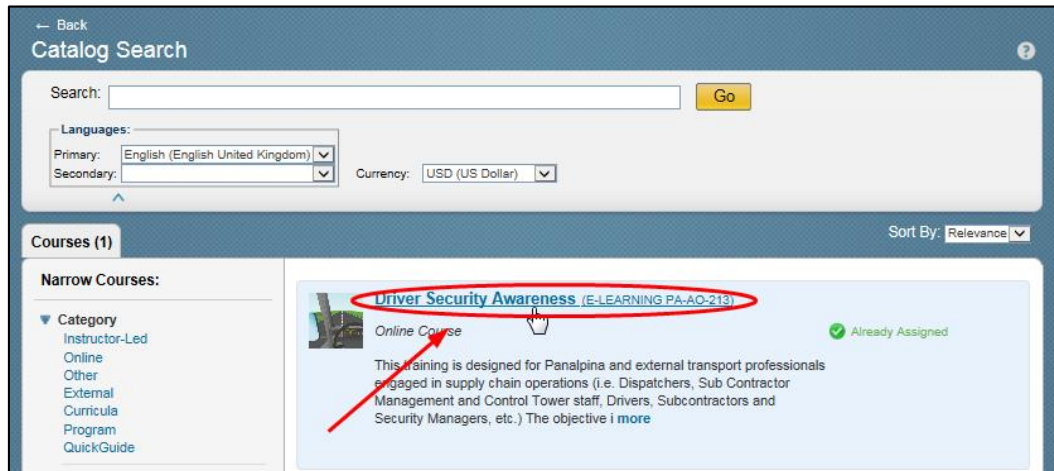 ← Back
Catalog Search
?
Search:
Go
Languages:
Primary: English (English United Kingdom)
Secondary:
Currency: USD (US Dollar)
Courses (1)
Sort By: Relevance
Narrow Courses:
Category
Instructor-Led
Online
Other
External
Curricula
Program
QuickGuide
Driver Security Awareness (E-LEARNING PA-AO-213)
Online Course
Already Assigned
This training is designed for Panalpina and external transport professionals
engaged in supply chain operations (i.e. Dispatchers, Sub Contractor
Management and Control Tower staff, Drivers, Subcontractors and
Security Managers, etc.) The objective i more